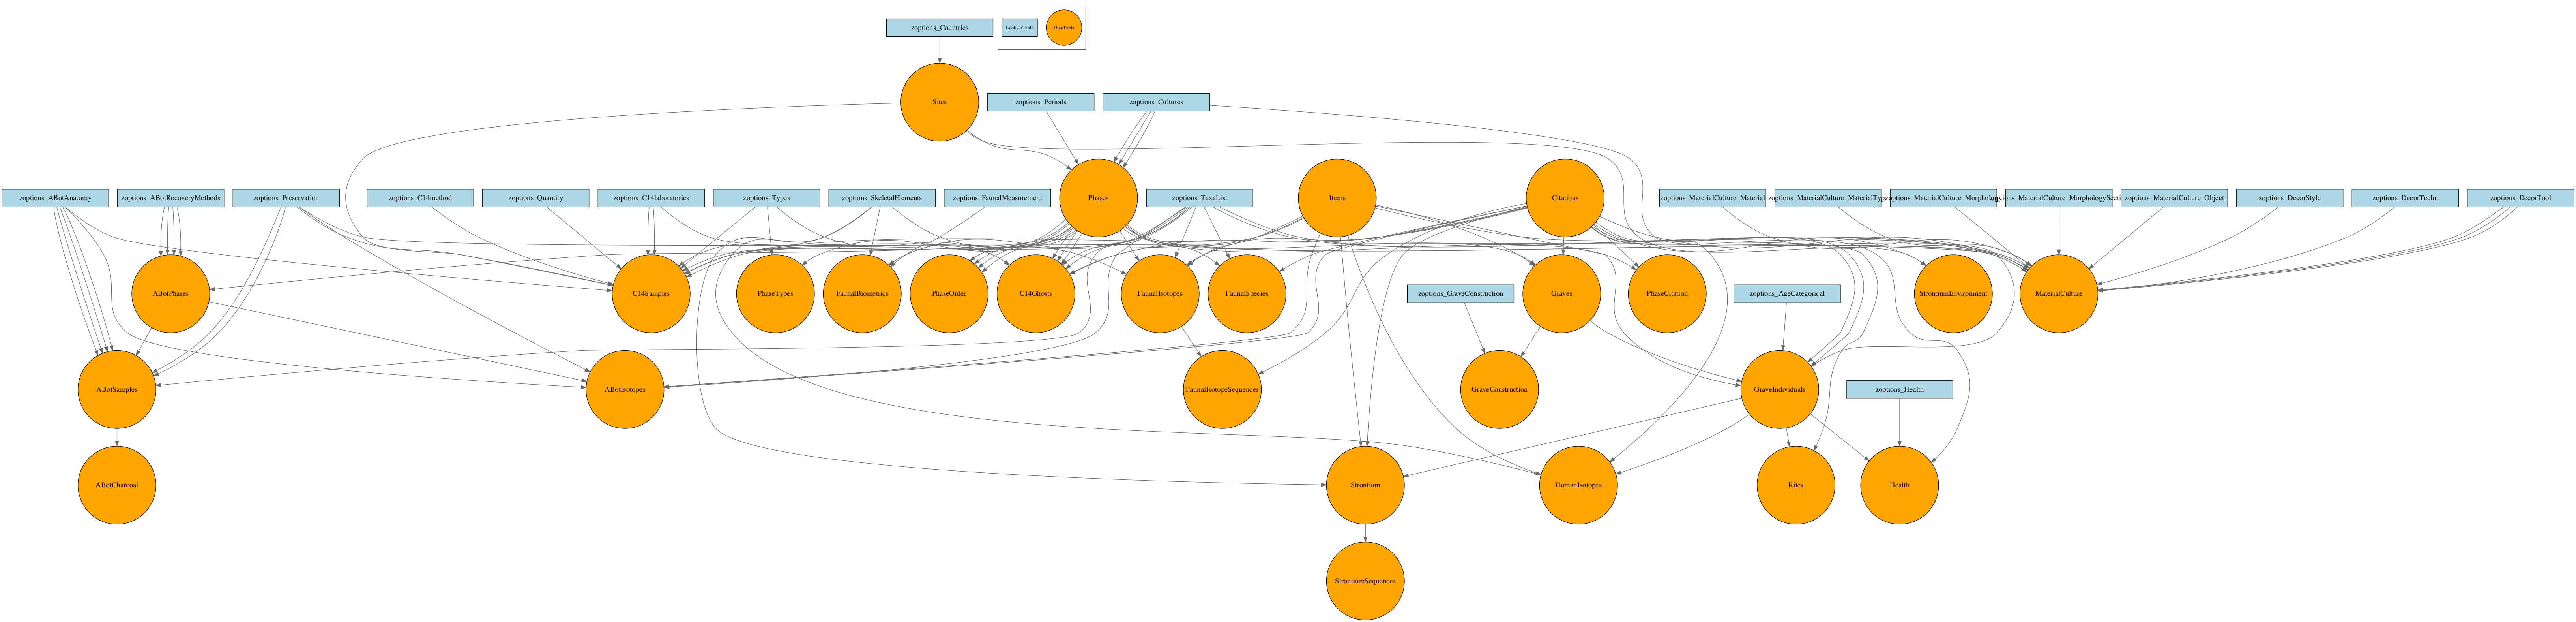 zoptions_Countries
LookUpTable
DataTable
Sites
zoptions_Periods
zoptions_Cultures
zoptions_ABotAnatomy
zoptions_ABotRecoveryMethods
zoptions_Preservation
zoptions_C14method
zoptions_Quantity
zoptions_C14laboratories
zoptions_Types
zoptions_SkeletalElements
zoptions_FaunalMeasurement
Phases
zoptions_TaxaList
Items
Citations
zoptions_MaterialCulture_Material
zoptions_MaterialCulture_MaterialType
zoptions_MaterialCulture_Morphology
zoptions_MaterialCulture_MorphologySecti
zoptions_MaterialCulture_Object
zoptions_DecorStyle
zoptions_DecorTechn
zoptions_DecorTool
ABotPhases
C14Samples
PhaseTypes
FaunalBiometrics
PhaseOrder
C14Ghosts
FaunalIsotopes
FaunalSpecies
zoptions_GraveConstruction
Graves
PhaseCitation
zoptions_AgeCategorical
StrontiumEnvironment
MaterialCulture
ABotSamples
ABotIsotopes
FaunalIsotopeSequences
GraveConstruction
GraveIndividuals
zoptions_Health
ABotCharcoal
Strontium
HumanIsotopes
Rites
Health
StrontiumSequences